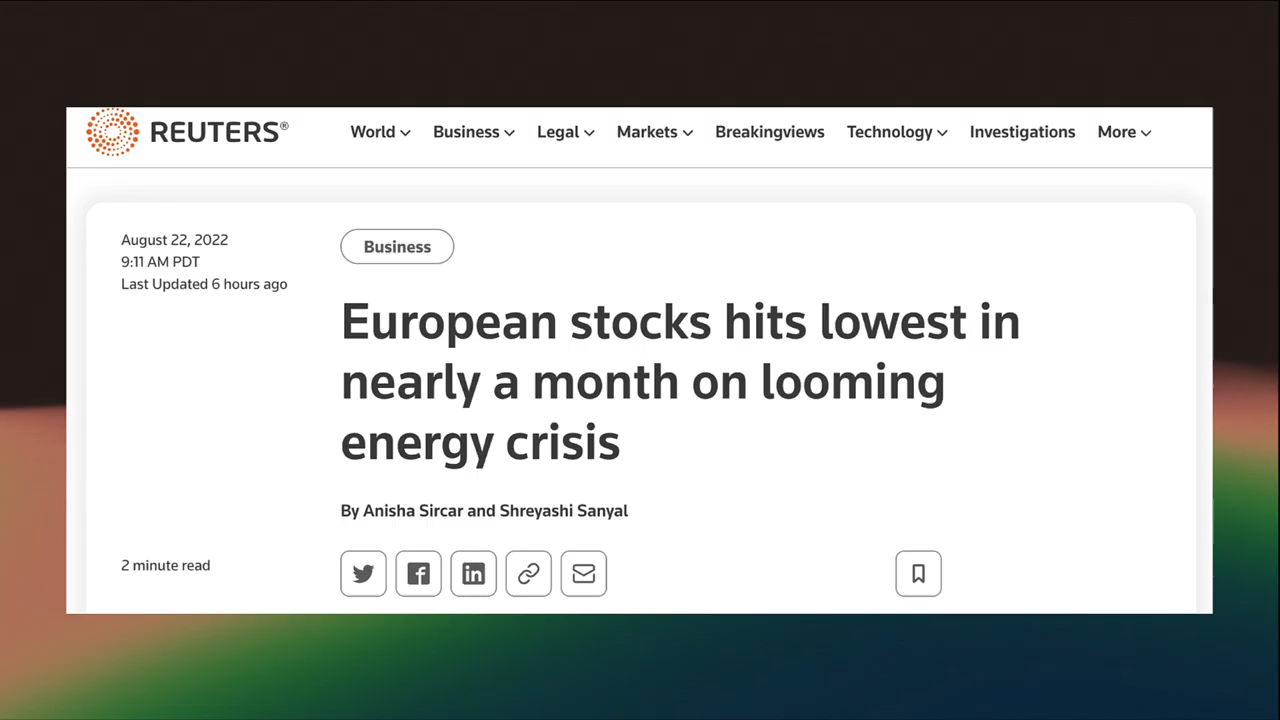 REUTERS®
World Business Legal Markets Breakingviews Technology Investigations More
August 22, 2022
9:11 AM PDT
Last Updated 6 hours ago
Business
European stocks hits lowest in
nearly a month on looming
energy crisis
By Anisha Sircar and Shreyashi Sanyal
2 minute read